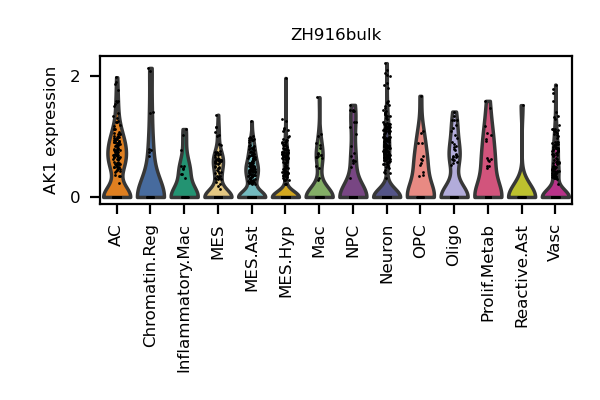 ZH916bulk
AK1 expression
2
0
AC
Chromatin.Reg
Inflammatory.Mac
MES
MES.Ast
MES.Hyp
Mac
NPC
Neuron
OPC
Oligo
Prolif.Metab
Reactive.Ast
Vasc